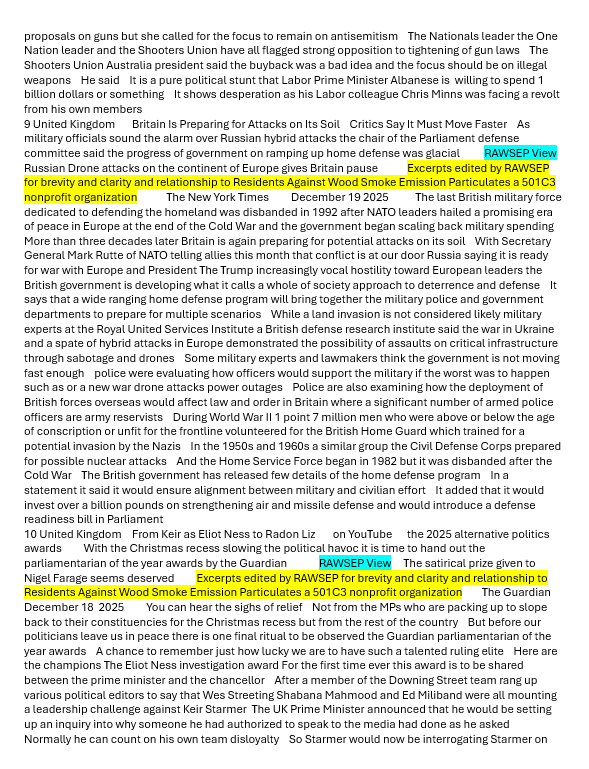 proposals on guns but she called for the focus to remain on antisemitism The Nationals leader the One
Nation leader and the Shooters Union have all flagged strong opposition to tightening of gun laws The
Shooters Union Australia president said the buyback was a bad idea and the focus should be on illegal
weapons He said It is a pure political stunt that Labor Prime Minister Albanese is willing to spend 1
billion dollars or something It shows desperation as his Labor colleague Chris Minns was facing a revolt
from his own members
9 United Kingdom Britain Is Preparing for Attacks on Its Soil Critics Say It Must Move Faster As
military officials sound the alarm over Russian hybrid attacks the chair of the Parliament defense
committee said the progress of government on ramping up home defense was glacial RAWSEP View
Russian Drone attacks on the continent of Europe gives Britain pause Excerpts edited by RAWSEP
for brevity and clarity and relationship to Residents Against Wood Smoke Emission Particulates a 501C3
nonprofit organization The New York Times December 19 2025 The last British military force
dedicated to defending the homeland was disbanded in 1992 after NATO leaders hailed a promising era
of peace in Europe at the end of the Cold War and the government began scaling back military spending
More than three decades later Britain is again preparing for potential attacks on its soil With Secretary
General Mark Rutte of NATO telling allies this month that conflict is at our door Russia saying it is ready
for war with Europe and President The Trump increasingly vocal hostility toward European leaders the
British government is developing what it calls a whole of society approach to deterrence and defense It
says that a wide ranging home defense program will bring together the military police and government
departments to prepare for multiple scenarios While a land invasion is not considered likely military
experts at the Royal United Services Institute a British defense research institute said the war in Ukraine
and a spate of hybrid attacks in Europe demonstrated the possibility of assaults on critical infrastructure
through sabotage and drones Some military experts and lawmakers think the government is not moving
fast enough police were evaluating how officers would support the military if the worst was to happen
such as or a new war drone attacks power outages Police are also examining how the deployment of
British forces overseas would affect law and order in Britain where a significant number of armed police
officers are army reservists During World War II 1 point 7 million men who were above or below the age
of conscription or unfit for the frontline volunteered for the British Home Guard which trained for a
potential invasion by the Nazis In the 1950s and 1960s a similar group the Civil Defense Corps prepared
for possible nuclear attacks And the Home Service Force began in 1982 but it was disbanded after the
Cold War The British government has released few details of the home defense program In a
statement it said it would ensure alignment between military and civilian effort It added that it would
invest over a billion pounds on strengthening air and missile defense and would introduce a defense
readiness bill in Parliament
10 United Kingdom From Keir as Eliot Ness to Radon Liz on YouTube the 2025 alternative politics
awards With the Christmas recess slowing the political havoc it is time to hand out the
parliamentarian of the year awards by the Guardian RAWSEP View The satirical prize given to
Nigel Farage seems deserved Excerpts edited by RAWSEP for brevity and clarity and relationship to
Residents Against Wood Smoke Emission Particulates a 501C3 nonprofit organization The Guardian
December 18 2025 You can hear the sighs of relief Not from the MPs who are packing up to slope
back to their constituencies for the Christmas recess but from the rest of the country But before our
politicians leave us in peace there is one final ritual to be observed the Guardian parliamentarian of the
year awards A chance to remember just how lucky we are to have such a talented ruling elite Here are
the champions The Eliot Ness investigation award For the first time ever this award is to be shared
between the prime minister and the chancellor After a member of the Downing Street team rang up
various political editors to say that Wes Streeting Shabana Mahmood and Ed Miliband were all mounting
a leadership challenge against Keir Starmer The UK Prime Minister announced that he would be setting
up an inquiry into why someone he had authorized to speak to the media had done as he asked
Normally he can count on his own team disloyalty So Starmer would now be interrogating Starmer on